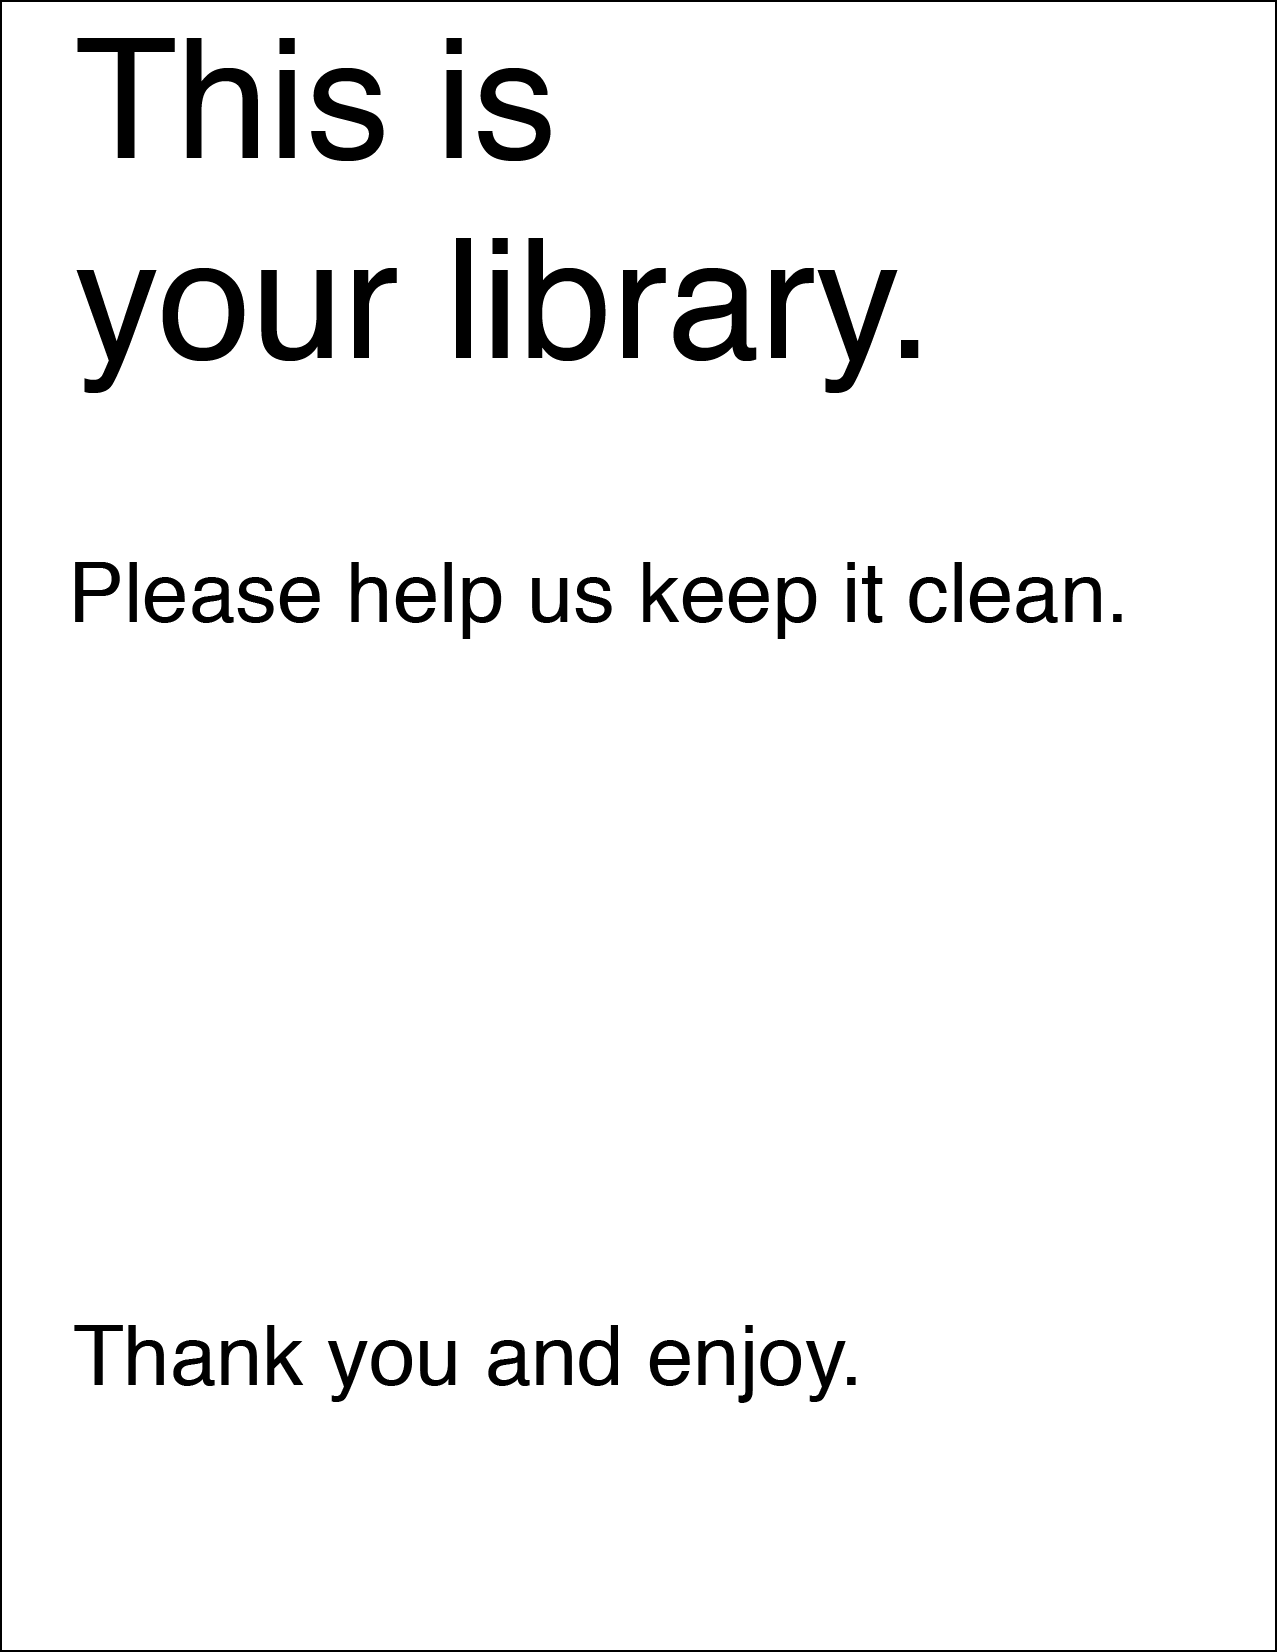 This is
your library.
Please help us keep it clean.
Thank you and enjoy.